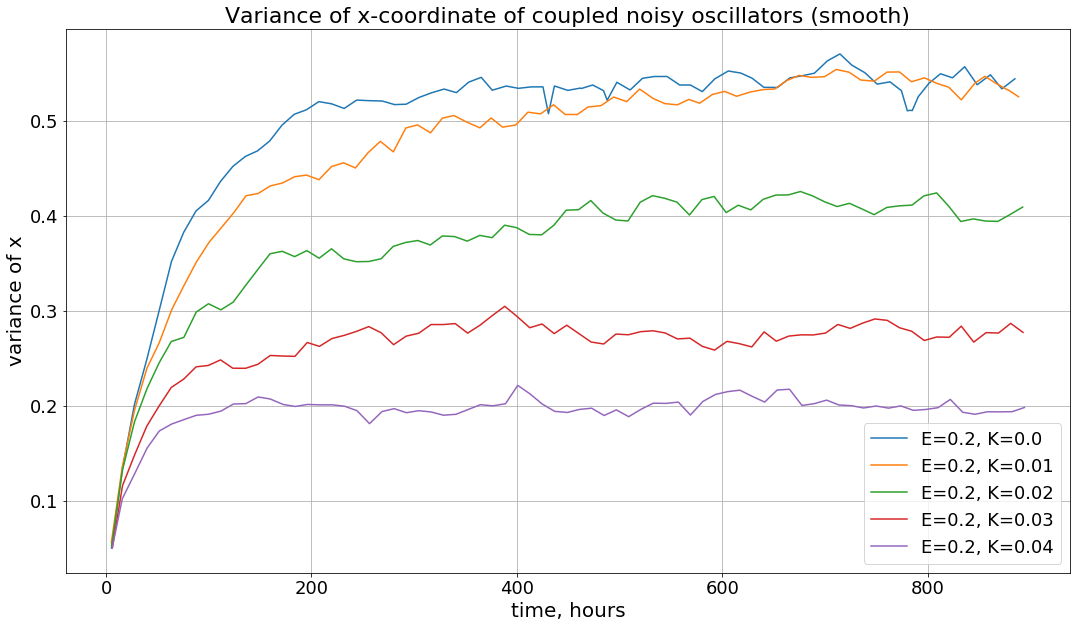 Variance of x-coordinate of coupled noisy oscillators (smooth)
variance of x
0.5
0.4
0.3
0.2
0.1
E=0.2, K=0.0
E=0.2, K=0.01
E=0.2, K=0.02
E=0.2, K=0.03
E=0.2, K=0.04
0 200 400 600 800
time, hours